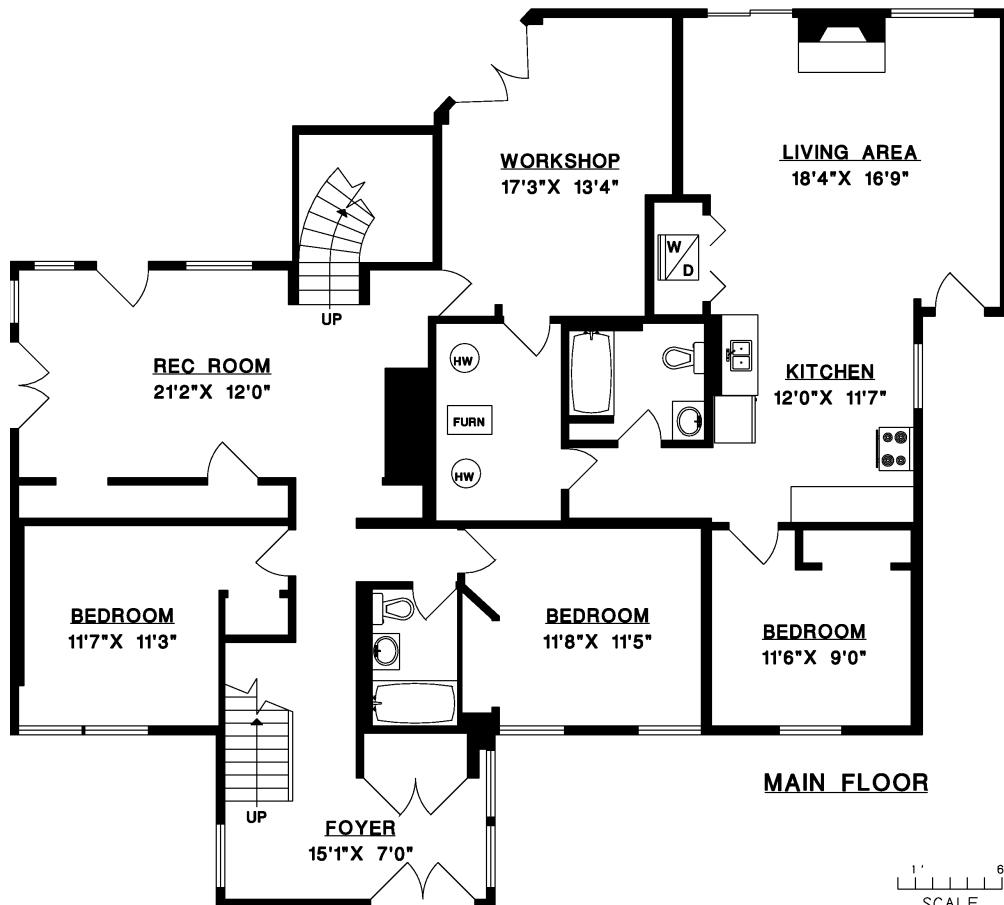 WORKSHOP
17'3"X 13'4"
LIVING AREA
18'4"X 16'9"
W
D
UP
REC ROOM
21'2"X 12'0"
HW
FURN
HW
KITCHEN
12'0"X 11'7"
BEDROOM
11'7"X 11'3"
BEDROOM
11'8"X 11'5"
BEDROOM
11'6"X 9'0"
UP
FOYER
15'1"X 7'0"
MAIN FLOOR
1' 6
SCALE